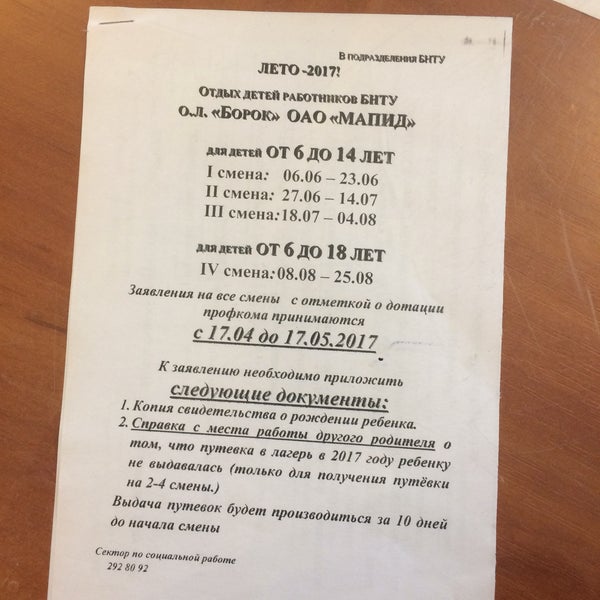 В ПОДРАЗДЕЛЕНИЯ БНТУ
ЛЕТО -2017!
ОТДЫХ ДЕТЕЙ РАБОТНИКОВ БНТУ
О.Л. «БОРОК» ОАО «МАПИД»
ДЛЯ ДЕТЕЙ ОТ 6 ДО 14 ЛЕТ
I смена: 06.06 – 23.06
II смена: 27.06 – 14.07
III смена:18.07 – 04.08
ДЛЯ ДЕТЕЙ ОТ 6 ДО 18 ЛЕТ
IV смена:08.08 – 25.08
Заявления на все смены с отметкой о дотации
профкома принимаются
с 17.04 до 17.05.2017
К заявлению необходимо приложить
следующие документы:
1. Копия свидетельства о рождении ребенка.
2. Справка с места работы другого родителя о
том, что путевка в лагерь в 2017 году ребенку
не выдавалась (только для получения путёвки
на 2-4 смены.)
Выдача путевок будет производиться за 10 дней
до начала смены
Сектор по социальной работе
292 80 92